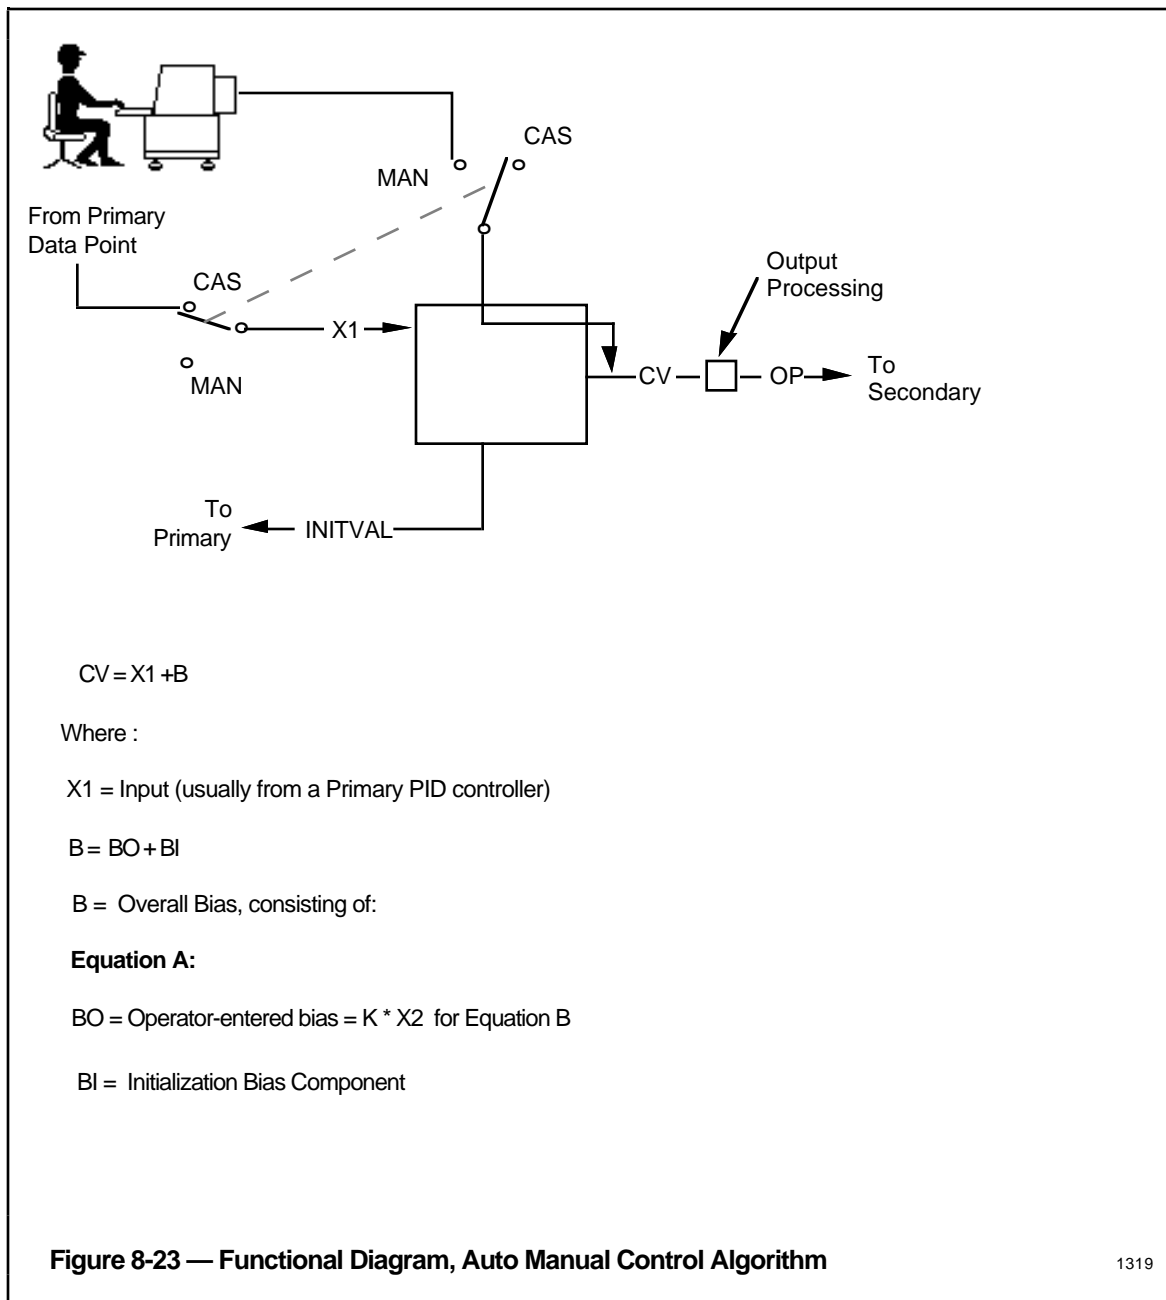 CAS
MAN
From Primary
Data Point
CAS
Output
Processing
X1
MAN
CV
OP
To
Secondary
To
Primary
INITVAL
CV = X1 +B
Where :
X1 = Input (usually from a Primary PID controller)
B = BO + BI
B = Overall Bias, consisting of:
Equation A:
BO = Operator-entered bias = K * X2 for Equation B
BI = Initialization Bias Component
Figure 8-23 — Functional Diagram, Auto Manual Control Algorithm
1319